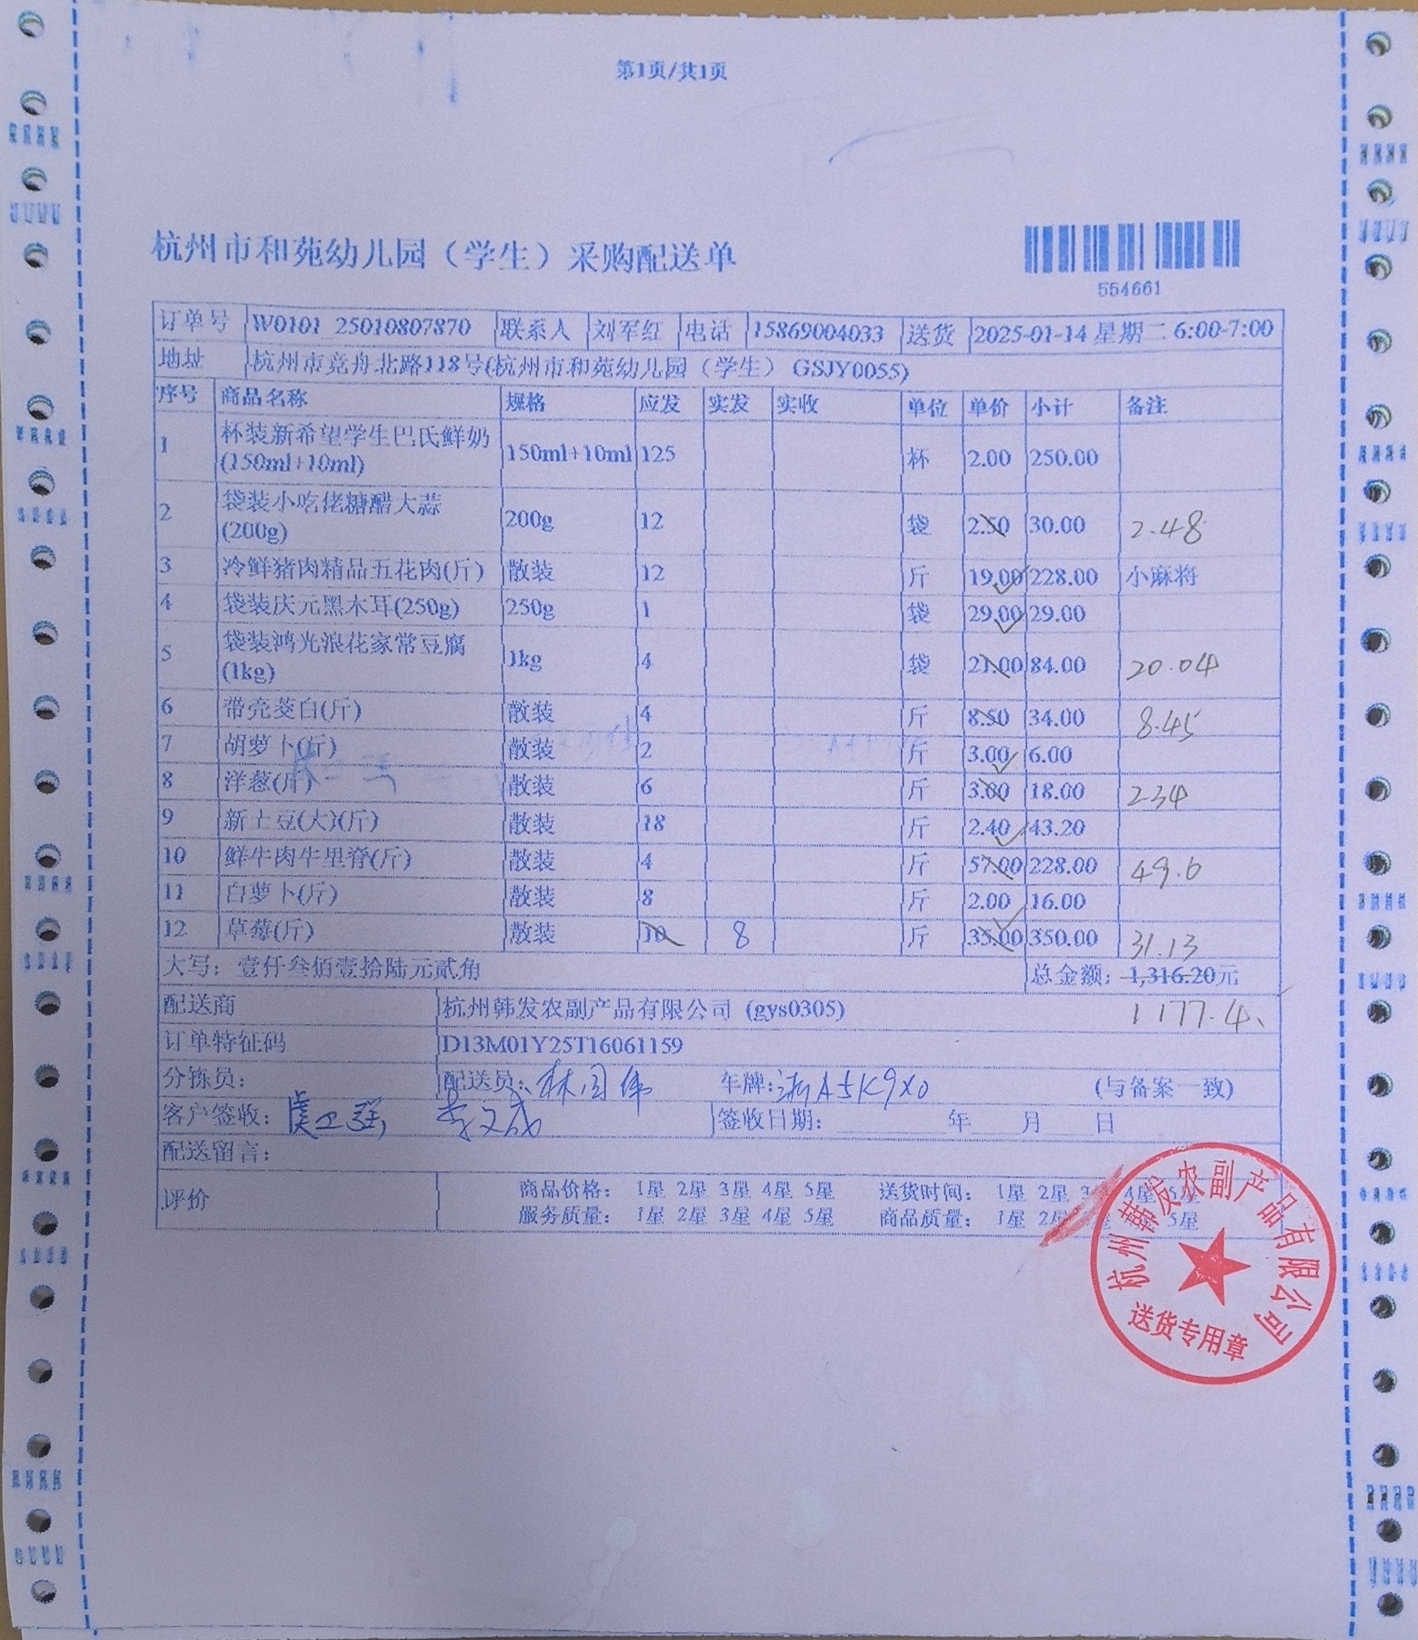 第1页/共1页
杭州市和苑幼儿园（学生）采购配送单
554661
订单号 W0101_25010807870 联系人 刘军红 电话 15869004033 送货 2025-01-14 星期二 6:00-7:00
地址 杭州市竞舟北路118号(杭州市和苑幼儿园（学生）GSJY0055)
序号 商品名称 规格 应发 实发 实收 单位 单价 小计 备注
1 杯装新希望学生巴氏鲜奶(150ml+10ml) 150ml+10ml 125 杯 2.00 250.00
2 袋装小吃佬糖醋大蒜(200g) 200g 12 袋 2.50 30.00 2.48
3 冷鲜猪肉精品五花肉(斤) 散装 12 斤 19.00 228.00 小麻将
4 袋装庆元黑木耳(250g) 250g 1 袋 29.00 29.00
5 袋装鸿光浪花家常豆腐(1kg) 1kg 4 袋 21.00 84.00 20.04
6 带壳茭白(斤) 散装 4 斤 8.50 34.00 8.45
7 胡萝卜(斤) 散装 2 斤 3.00 6.00
8 洋葱(斤) 散装 6 斤 3.00 18.00 2.34
9 新土豆(大)(斤) 散装 18 斤 2.40 43.20
10 鲜牛肉牛里脊(斤) 散装 4 斤 57.00 228.00 49.6
11 白萝卜(斤) 散装 8 斤 2.00 16.00
12 草莓(斤) 散装 10 8 斤 35.00 350.00 31.13
大写：壹仟叁佰壹拾陆元贰角 总金额：1,316.20元
1177.4
配送商 杭州韩发农副产品有限公司 (gys0305)
订单特征码 D13M01Y25T16061159
分拣员： 配送员： 车牌：浙A5K9X0 (与备案一致)
客户签收： 签收日期： 年 月 日
配送留言：
评价 商品价格： 1星 2星 3星 4星 5星 送货时间： 1星 2星 3星 4星 5星
服务质量： 1星 2星 3星 4星 5星 商品质量： 1星 2星 5星
杭州韩发农副产品有限公司
送货专用章